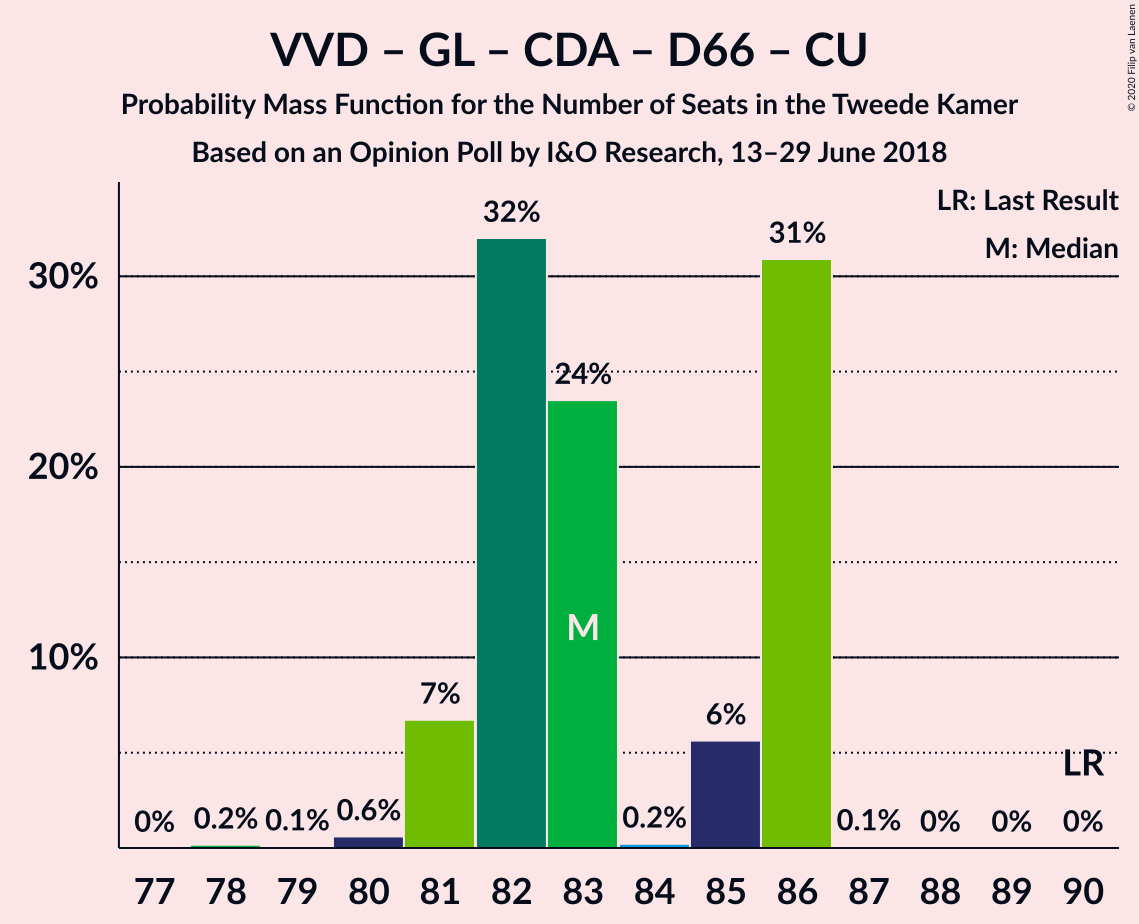 VVD – GL – CDA – D66 – CU
Probability Mass Function for the Number of Seats in the Tweede Kamer
Based on an Opinion Poll by I&O Research, 13–29 June 2018
© 2020 Filip van Laenen
LR: Last Result
M: Median
30%
20%
10%
0%
0.2%
0.1%
0.6%
7%
32%
24%
0.2%
6%
31%
0.1%
0%
0%
0%
M
LR
77 78 79 80 81 82 83 84 85 86 87 88 89 90